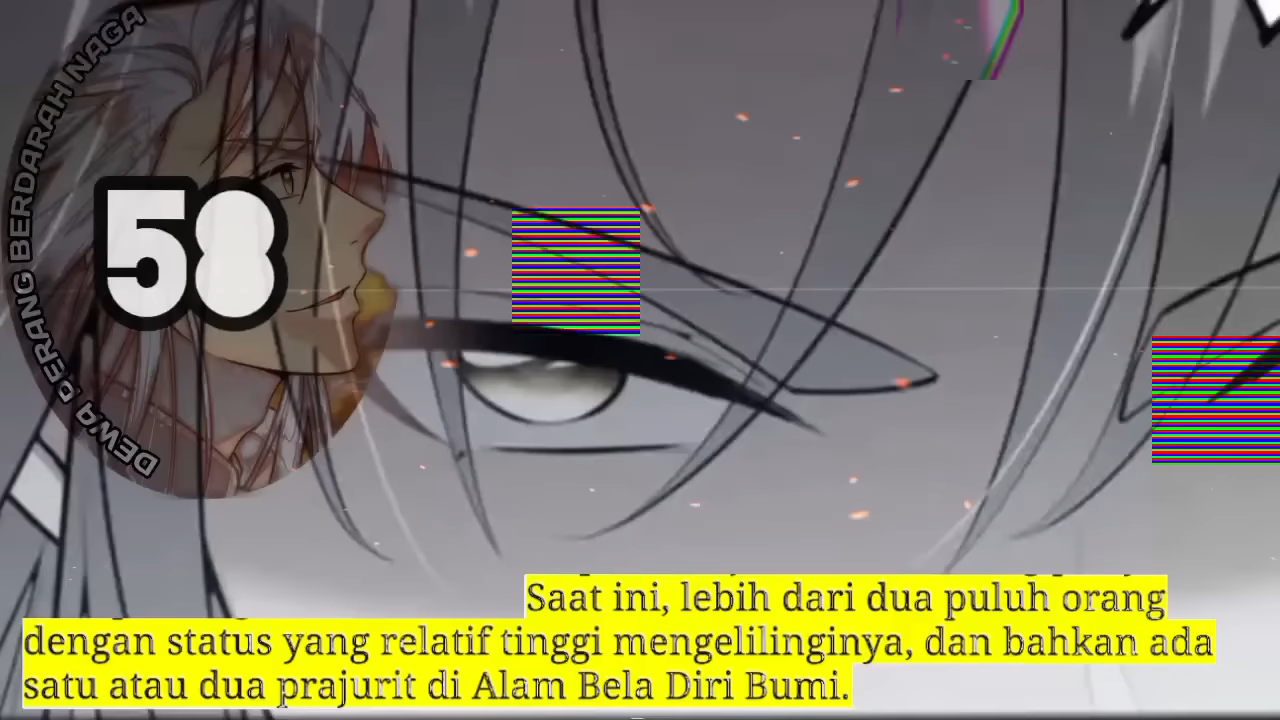 DEWA PERANG BERDARAH NAGA
58
Saat ini, lebih dari dua puluh orang
dengan status yang relatif tinggi mengelilinginya, dan bahkan ada
satu atau dua prajurit di Alam Bela Diri Bumi.